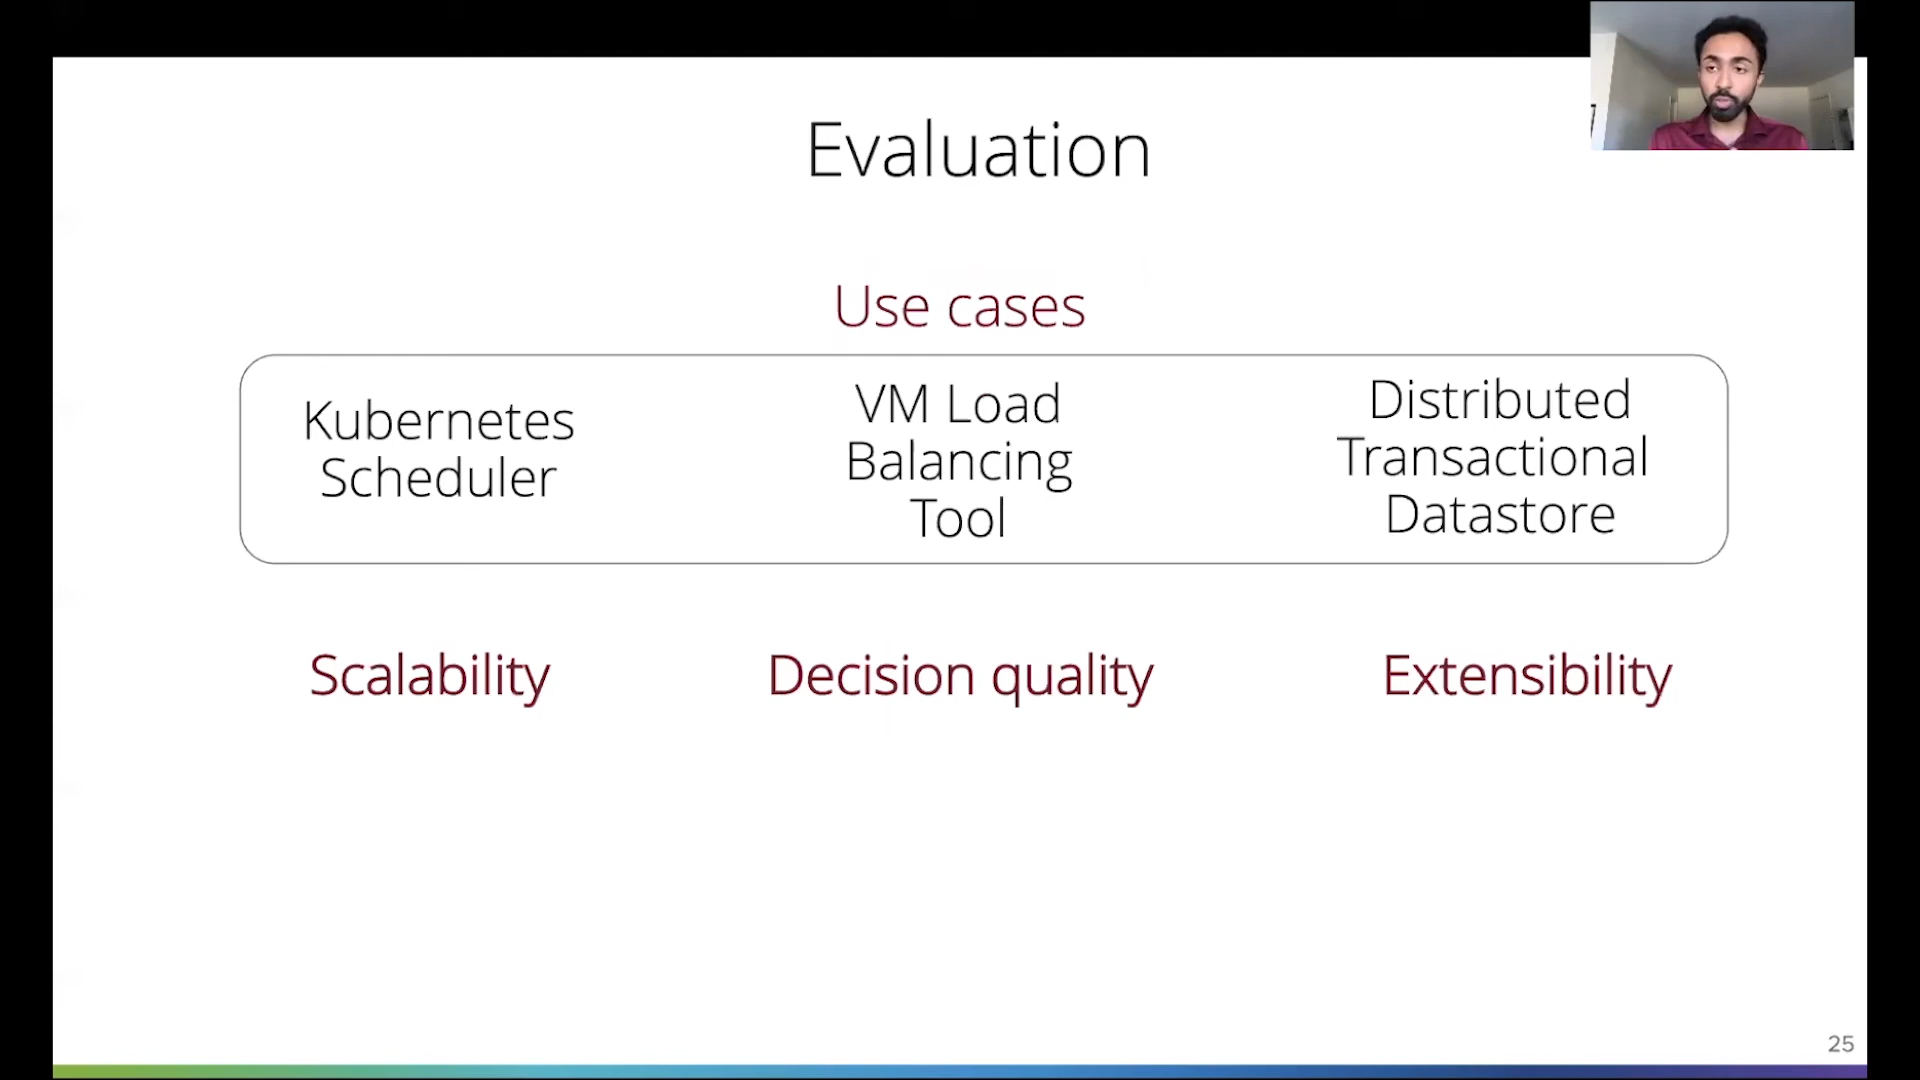 Evaluation
Use cases
Kubernetes
Scheduler
VM Load
Balancing
Tool
Distributed
Transactional
Datastore
Scalability
Decision quality
Extensibility
25